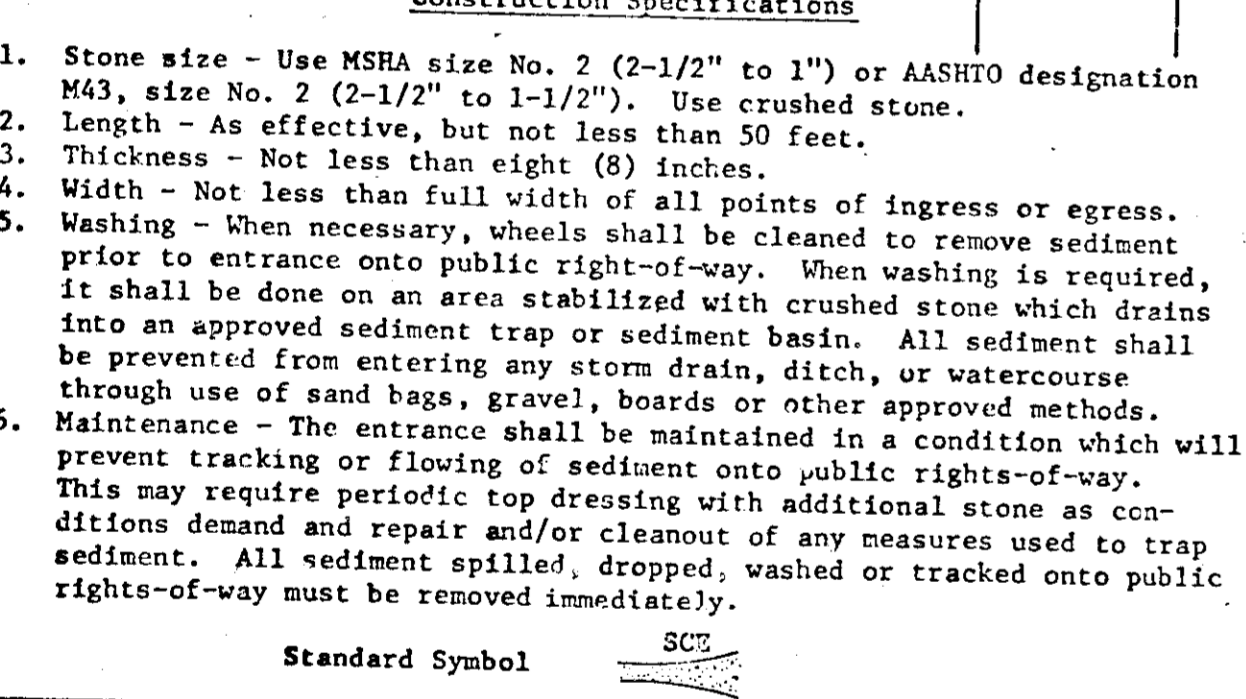 Construction Specifications
1. Stone size - Use MSHA size No. 2 (2-1/2" to 1") or AASHTO designation
M43, size No. 2 (2-1/2" to 1-1/2"). Use crushed stone.
2. Length - As effective, but not less than 50 feet.
3. Thickness - Not less than eight (8) inches.
4. Width - Not less than full width of all points of ingress or egress.
5. Washing - When necessary, wheels shall be cleaned to remove sediment
prior to entrance onto public right-of-way. When washing is required,
it shall be done on an area stabilized with crushed stone which drains
into an approved sediment trap or sediment basin. All sediment shall
be prevented from entering any storm drain, ditch, or watercourse
through use of sand bags, gravel, boards or other approved methods.
6. Maintenance - The entrance shall be maintained in a condition which will
prevent tracking or flowing of sediment onto public rights-of-way.
This may require periodic top dressing with additional stone as con-
ditions demand and repair and/or cleanout of any measures used to trap
sediment. All sediment spilled, dropped, washed or tracked onto public
rights-of-way must be removed immediately.
SCE
Standard Symbol